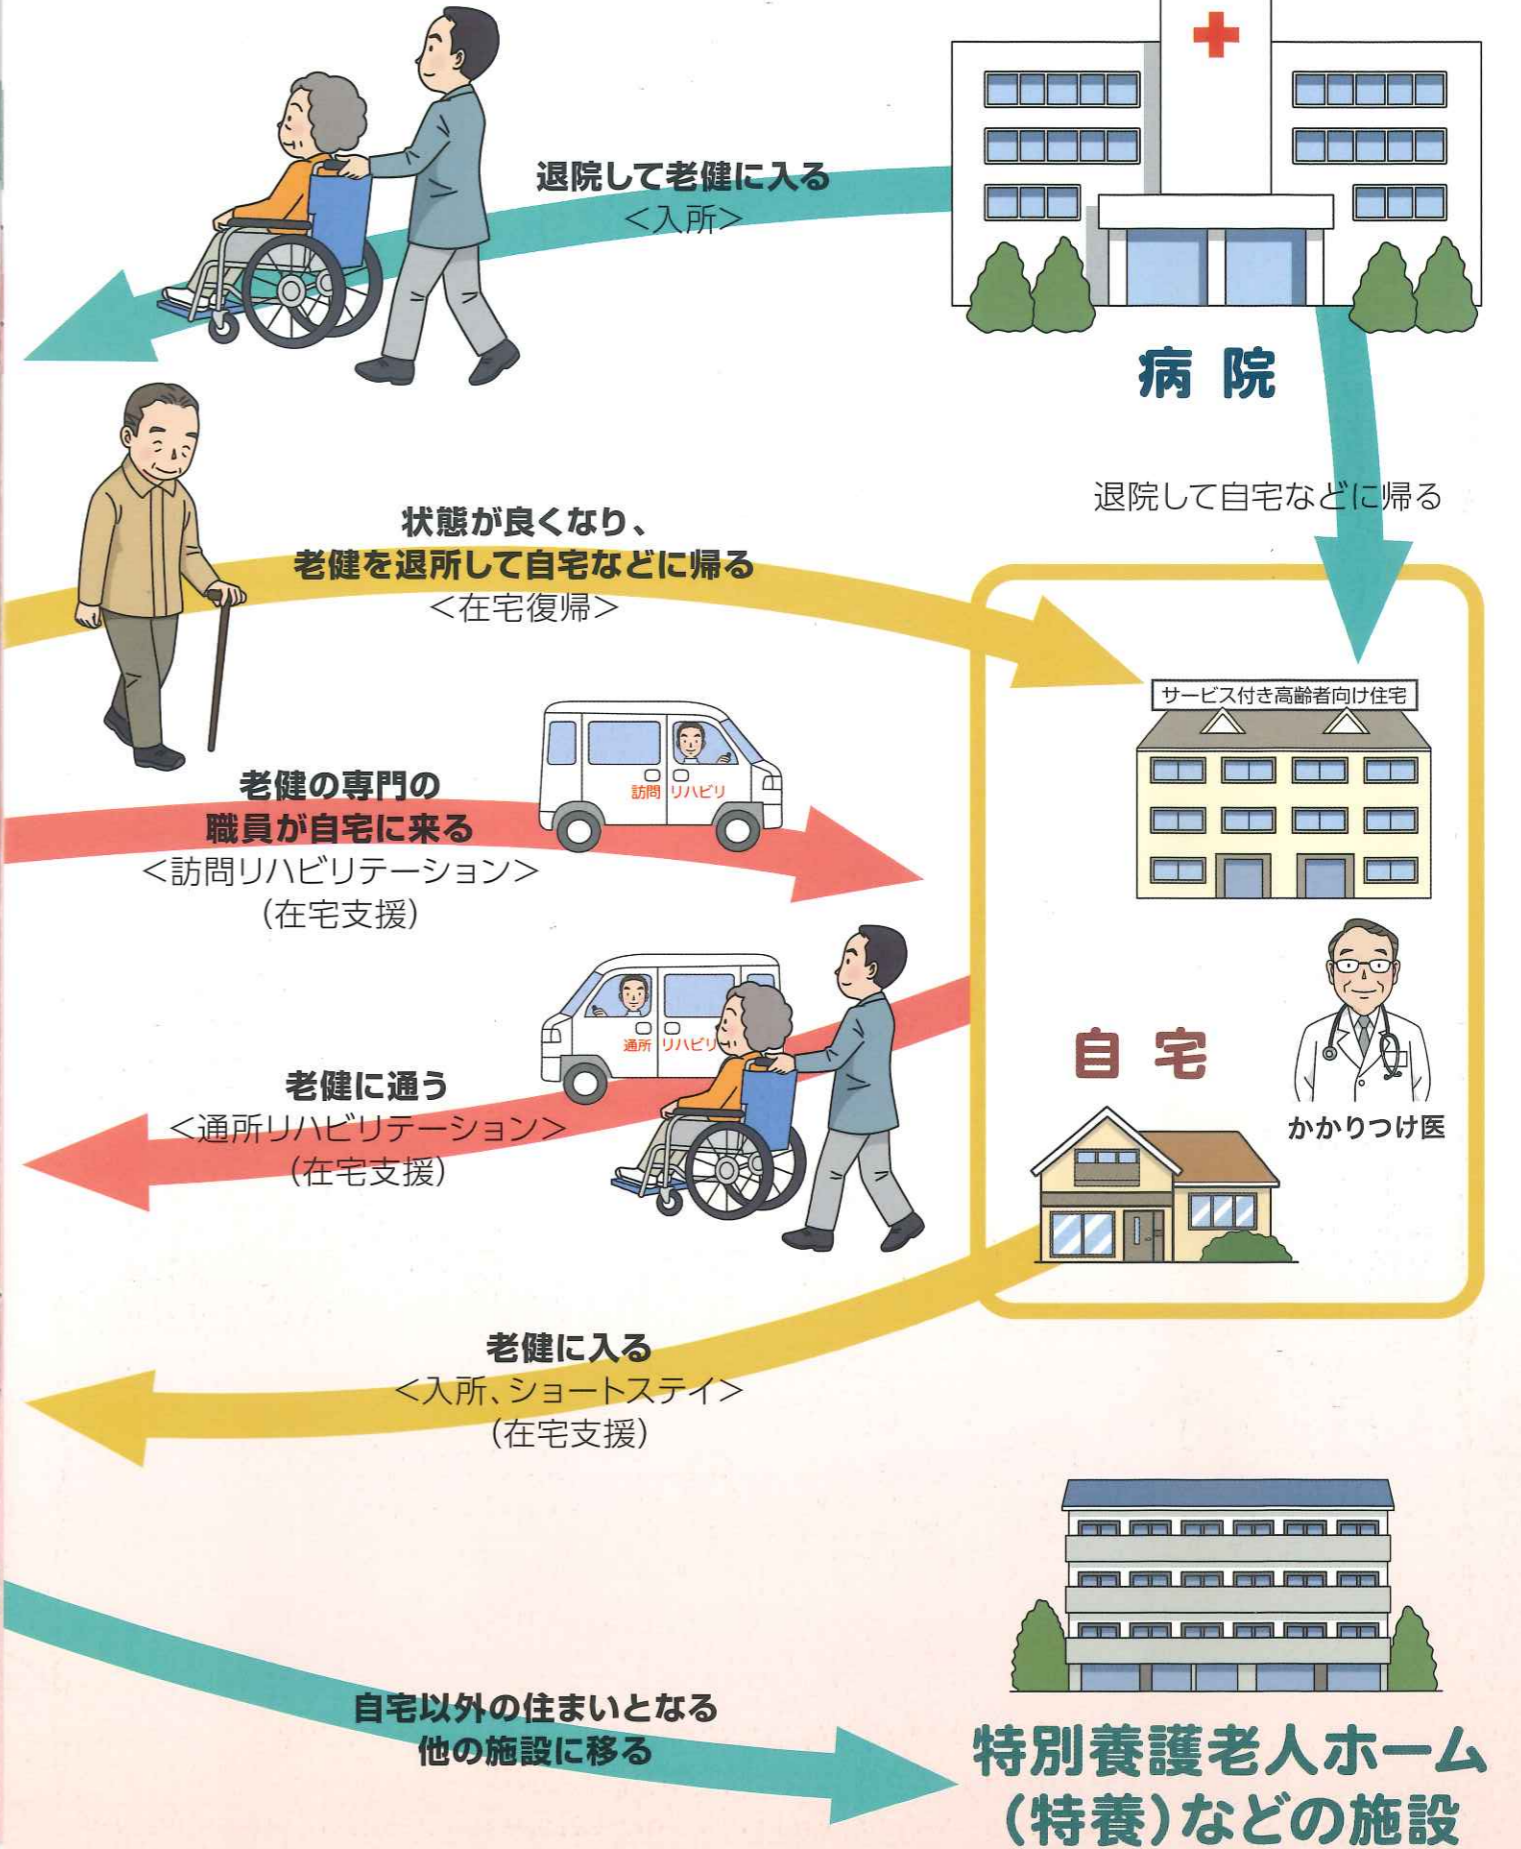 退院して老健に入る
＜入所＞
病院
退院して自宅などに帰る
状態が良くなり、
老健を退所して自宅などに帰る
＜在宅復帰＞
サービス付き高齢者向け住宅
訪問リハビリ
老健の専門の
職員が自宅に来る
＜訪問リハビリテーション＞
(在宅支援)
通所リハビリ
自宅
かかりつけ医
老健に通う
＜通所リハビリテーション＞
(在宅支援)
老健に入る
＜入所、ショートステイ＞
(在宅支援)
自宅以外の住まいとなる
他の施設に移る
特別養護老人ホーム
(特養)などの施設